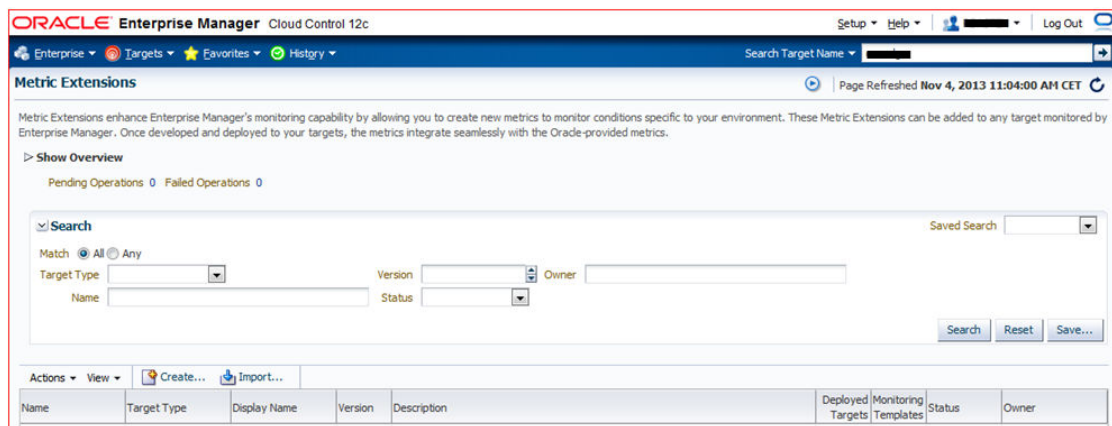 ORACLE Enterprise Manager Cloud Control 12c
Setup Help Log Out
Enterprise Targets Favorites History Search Target Name
Metric Extensions Page Refreshed Nov 4, 2013 11:04:00 AM CET
Metric Extensions enhance Enterprise Manager's monitoring capability by allowing you to create new metrics to monitor conditions specific to your environment. These Metric Extensions can be added to any target monitored by
Enterprise Manager. Once developed and deployed to your targets, the metrics integrate seamlessly with the Oracle-provided metrics.
Show Overview
Pending Operations 0 Failed Operations 0
Search Saved Search
Match All Any
Target Type Version Owner
Name Status
Search Reset Save...
Actions View Create... Import...
Name Target Type Display Name Version Description Deployed Targets Monitoring Templates Status Owner